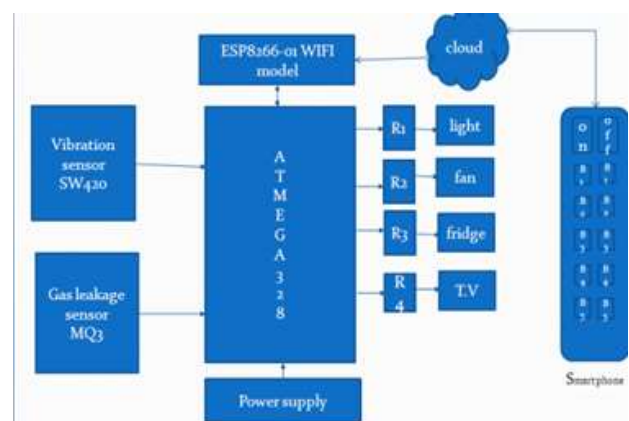 ESP8266-01 WIFI
model
cloud
Vibration
sensor
SW420
Gas leakage
sensor
MQ3
A
T
M
E
G
A
3
2
8
R1
light
R2
fan
R3
fridge
R
4
T.V
Power supply
on
off
Smartphone